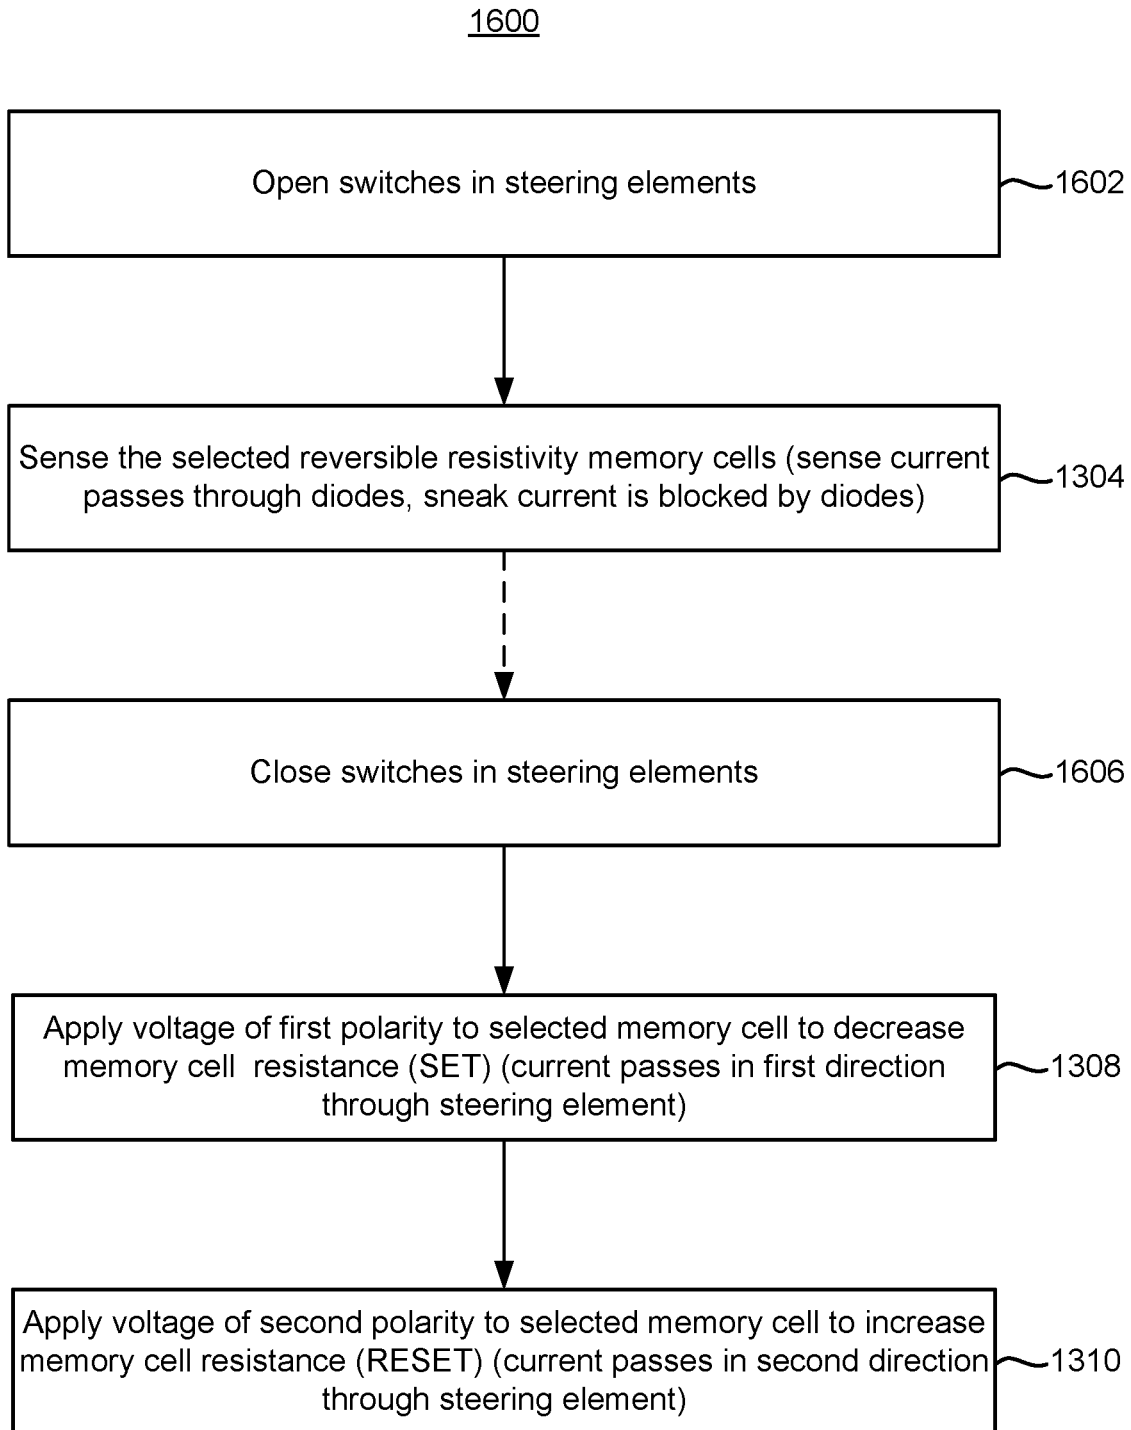 1600
Open switches in steering elements
1602
Sense the selected reversible resistivity memory cells (sense current
passes through diodes, sneak current is blocked by diodes)
1304
Close switches in steering elements
1606
Apply voltage of first polarity to selected memory cell to decrease
memory cell  resistance (SET) (current passes in first direction
through steering element)
1308
Apply voltage of second polarity to selected memory cell to increase
memory cell resistance (RESET) (current passes in second direction
through steering element)
1310